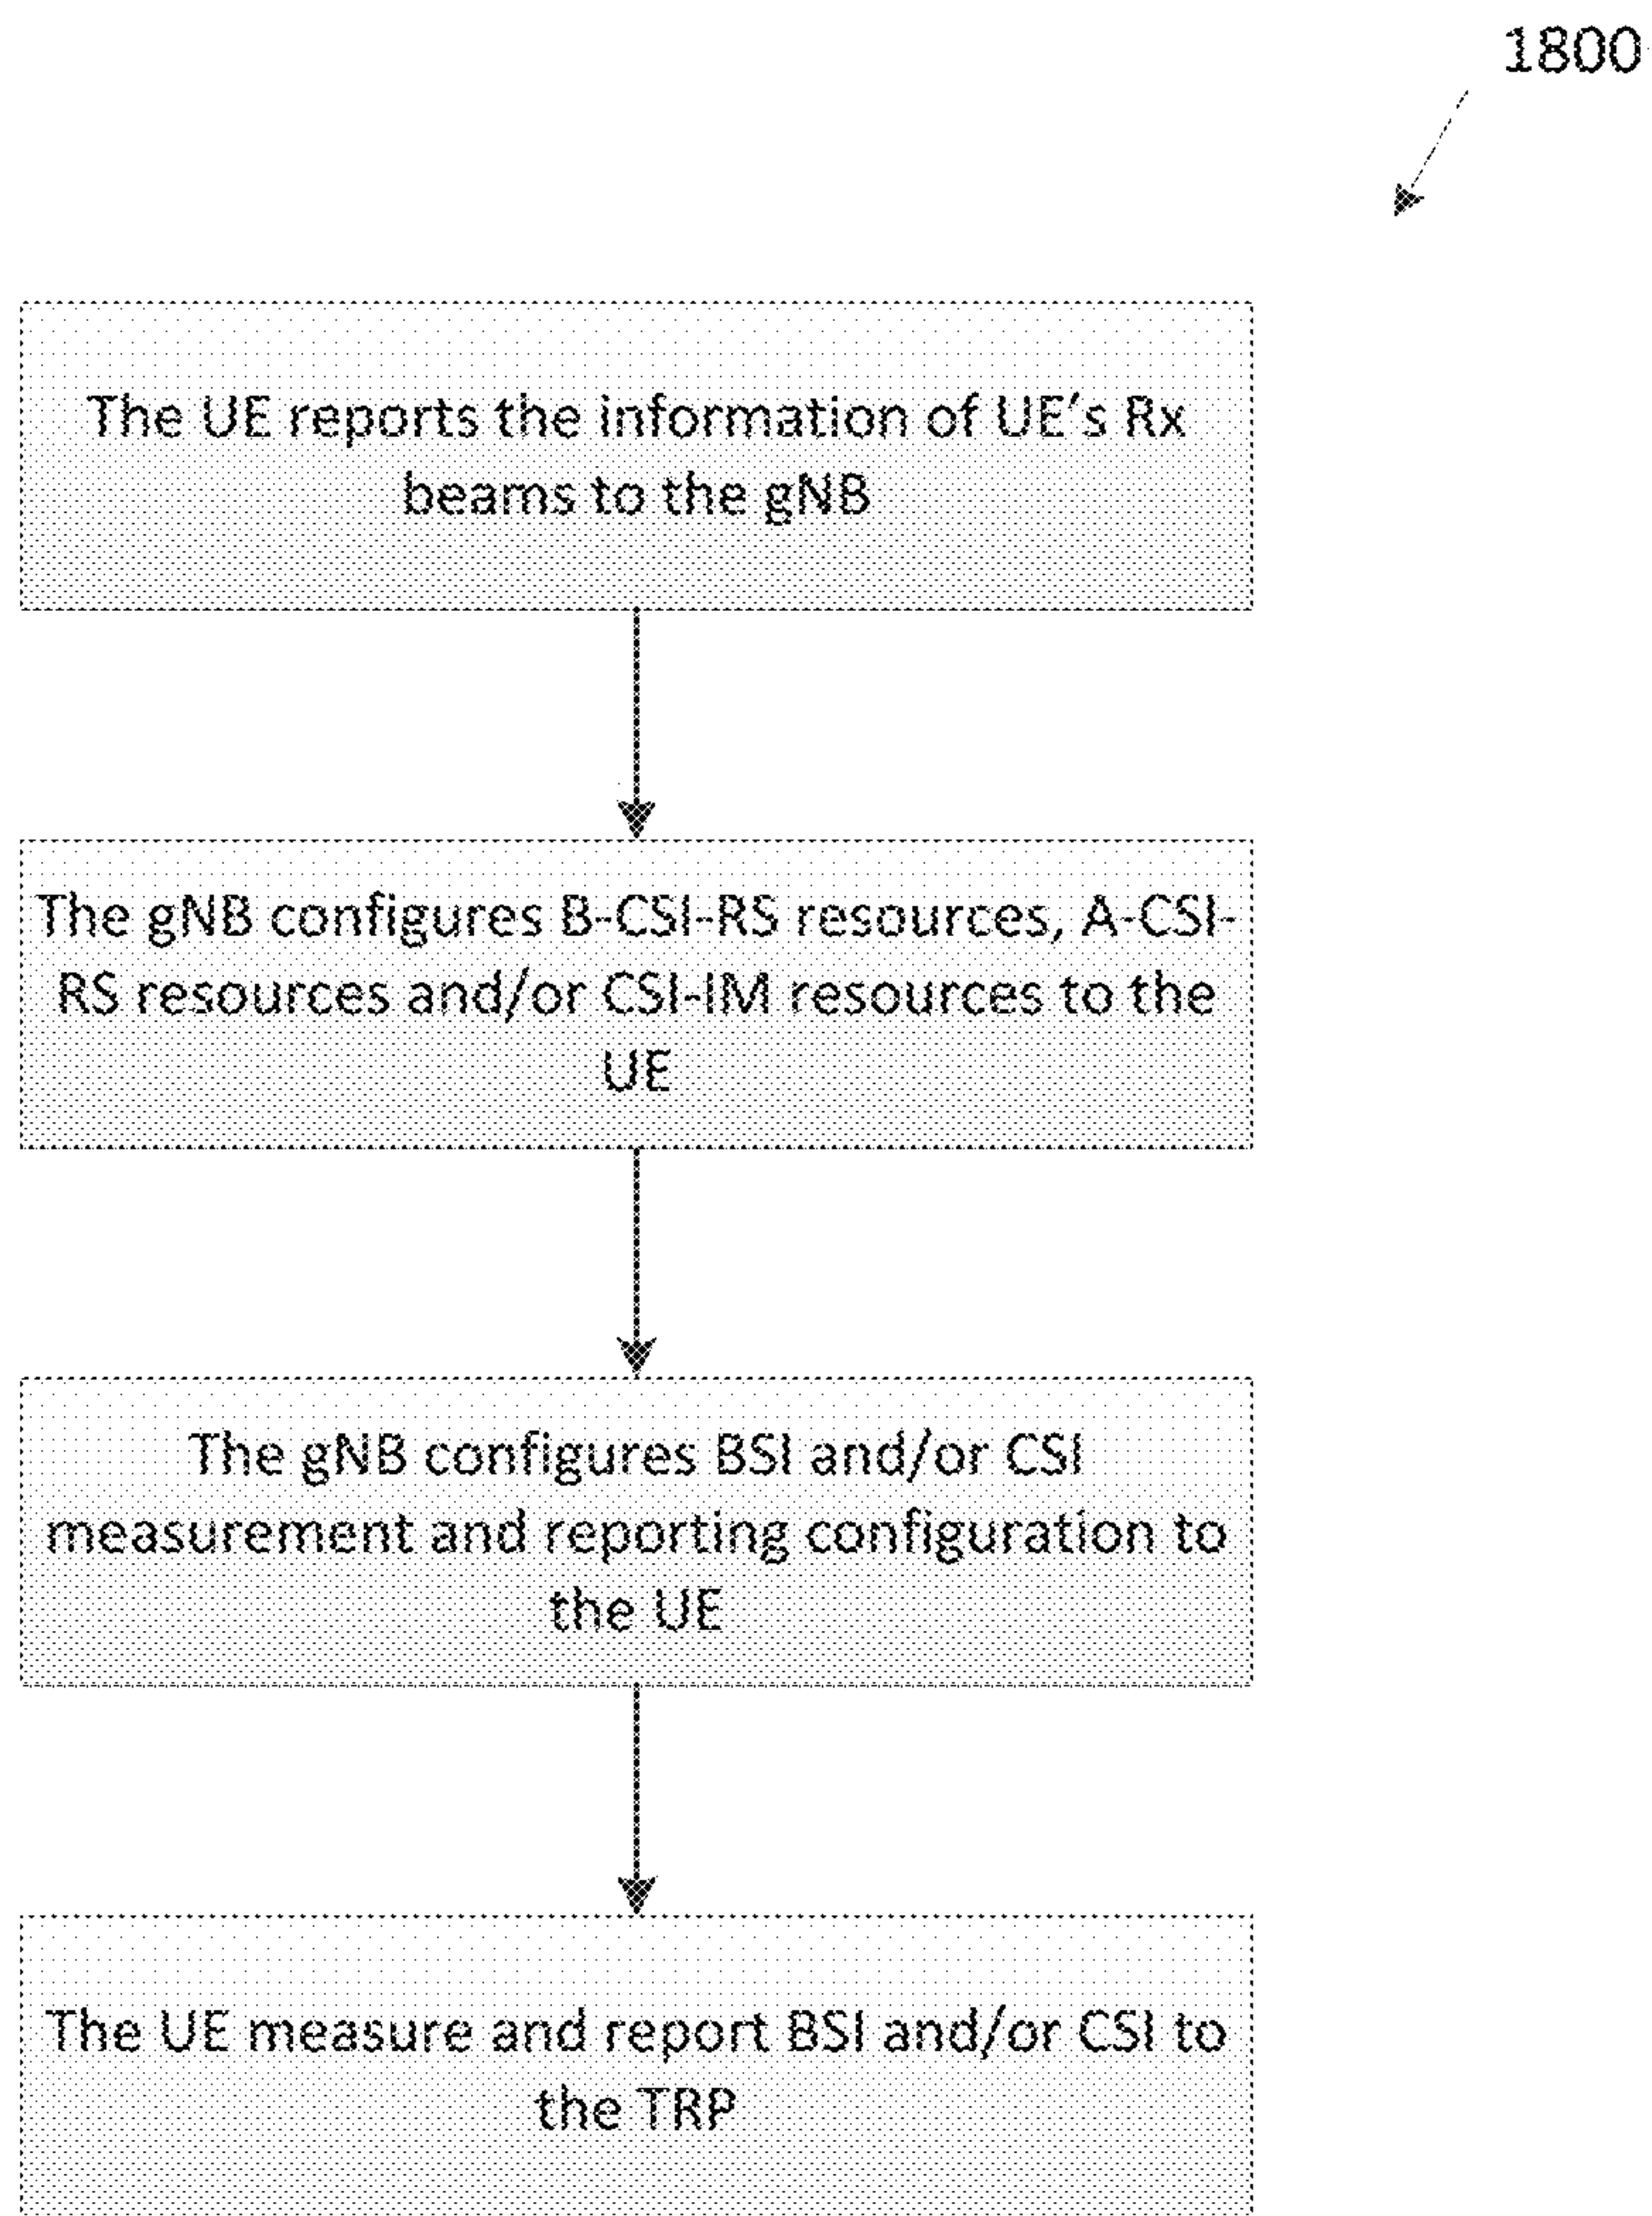 1800
The UE reports the information of UE's Rx
beams to the gNB
The gNB configures B-CSI-RS resources, A-CSI-
RS resources and/or CSI-IM resources to the
UE
The gNB configures BSI and/or CSI
measurement and reporting configuration to
the UE
The UE measure and report BSI and/or CSI to
the TRP